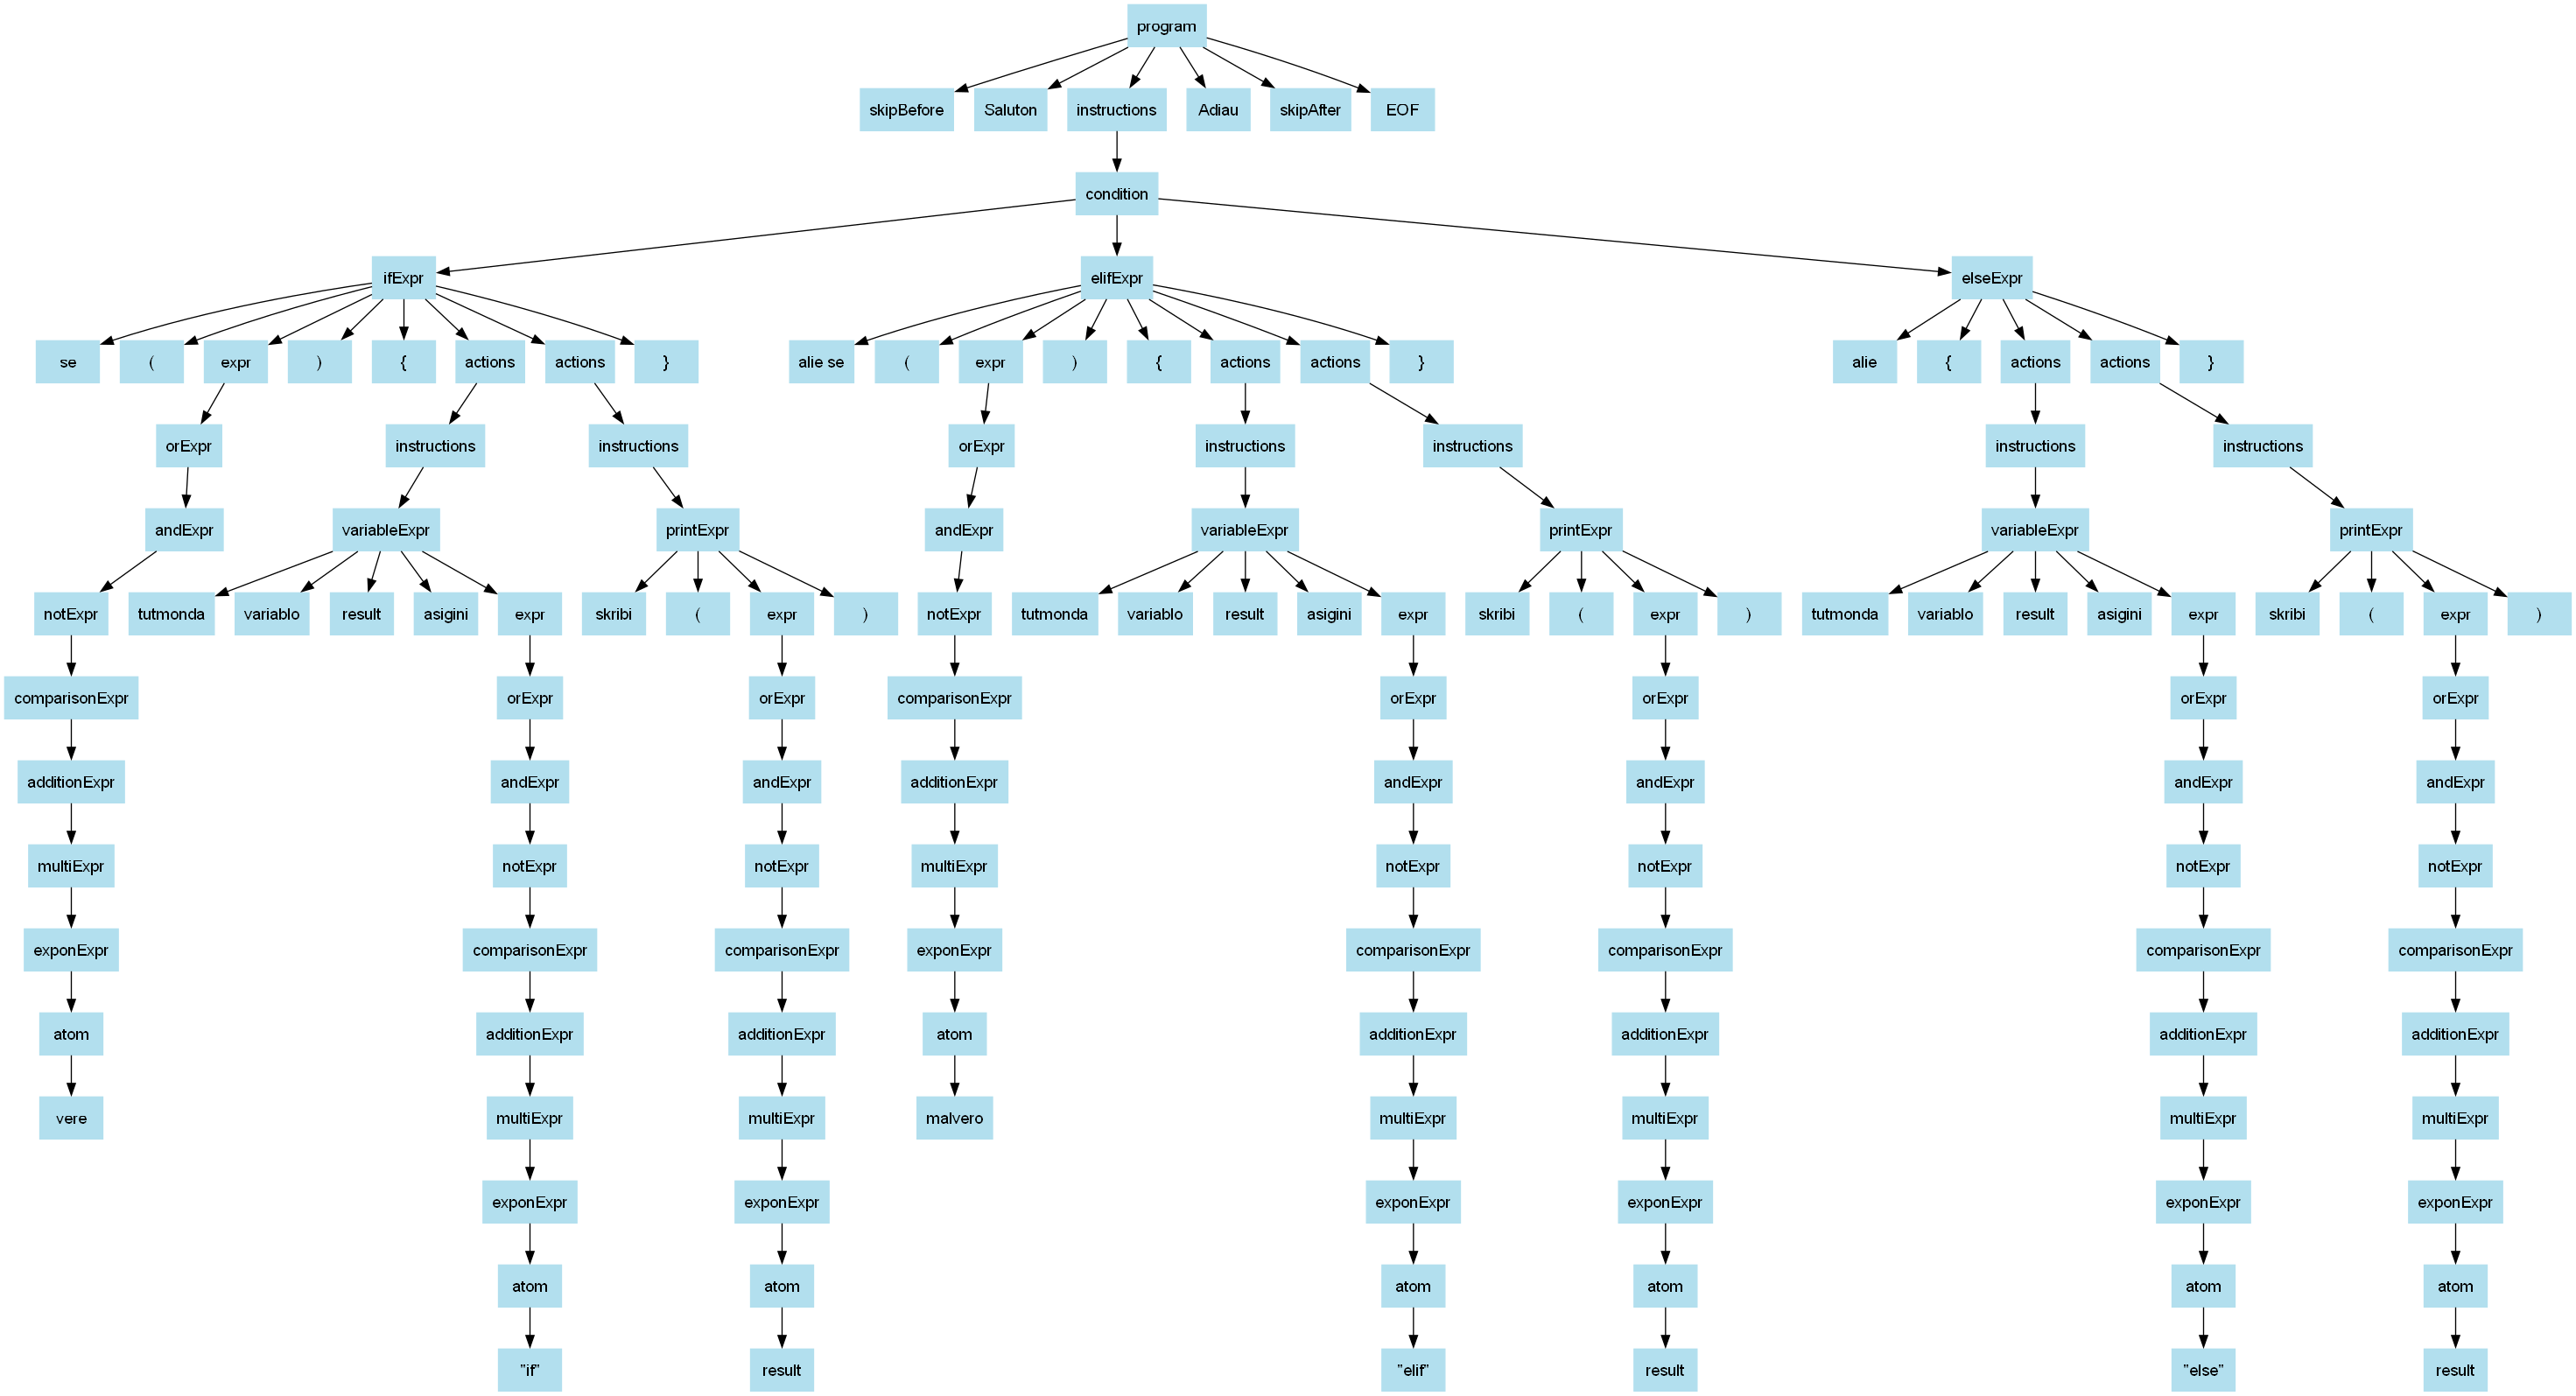 program
skipBefore Saluton instructions Adiau skipAfter EOF
condition
ifExpr elifExpr elseExpr
se ( expr ) { actions actions } alie se ( expr ) { actions actions } alie { actions actions }
orExpr instructions instructions orExpr instructions instructions instructions instructions
andExpr variableExpr printExpr andExpr variableExpr printExpr variableExpr printExpr
notExpr tutmonda variablo result asigini expr skribi ( expr ) notExpr tutmonda variablo result asigini expr skribi ( expr ) tutmonda variablo result asigini expr skribi ( expr )
comparisonExpr orExpr orExpr comparisonExpr orExpr orExpr orExpr orExpr
additionExpr andExpr andExpr additionExpr andExpr andExpr andExpr andExpr
multiExpr notExpr notExpr multiExpr notExpr notExpr notExpr notExpr
exponExpr comparisonExpr comparisonExpr exponExpr comparisonExpr comparisonExpr comparisonExpr comparisonExpr
atom additionExpr additionExpr atom additionExpr additionExpr additionExpr additionExpr
vere multiExpr multiExpr malvero multiExpr multiExpr multiExpr multiExpr
exponExpr exponExpr exponExpr exponExpr exponExpr exponExpr
atom atom atom atom atom atom
"if" result "elif" result "else" result